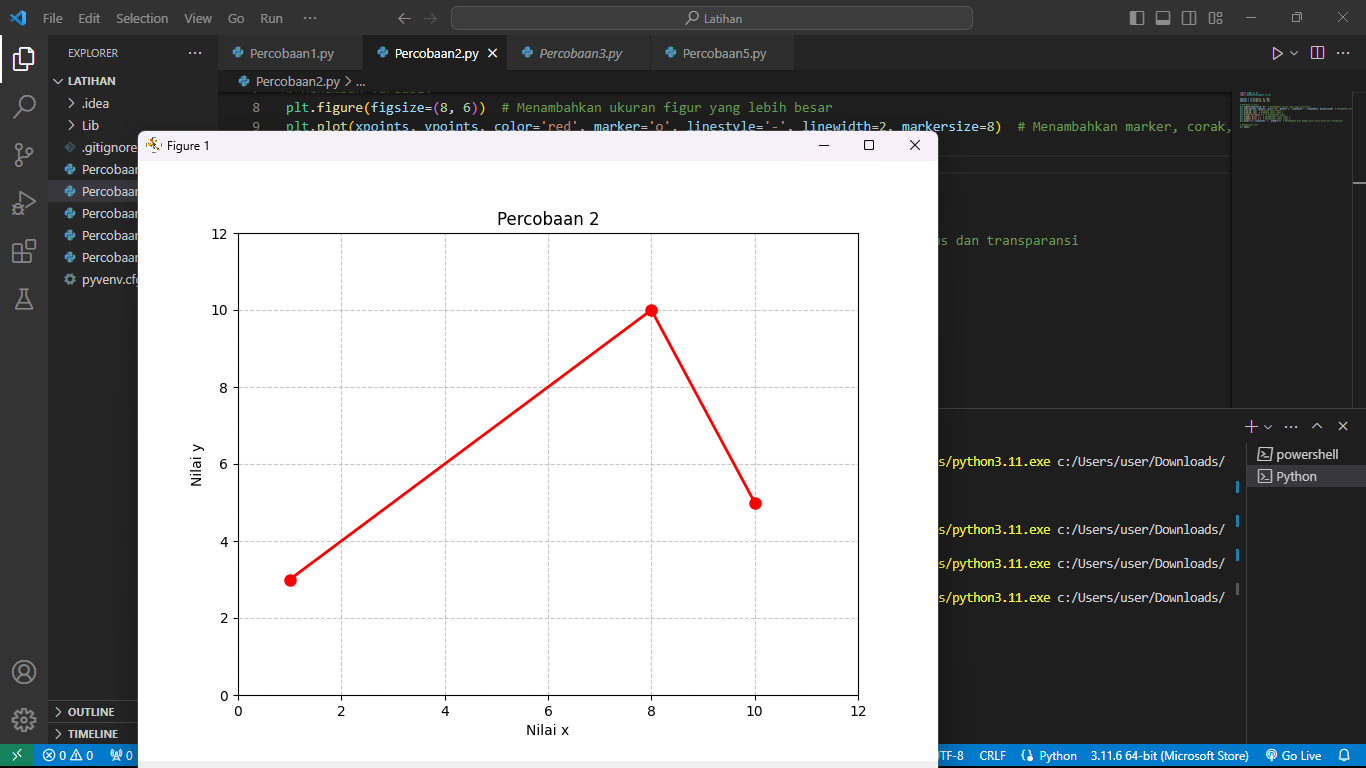 File Edit Selection View Go Run ··· Latihan
EXPLORER ···
Percobaan1.py Percobaan2.py Percobaan3.py Percobaan5.py
LATIHAN
Percobaan2.py > ...
.idea
Lib
.gitignore
Percobaan
Percobaan
Percobaan
Percobaan
Percobaan
pyvenv.cfg
8 plt.figure(figsize=(8, 6)) # Menambahkan ukuran figur yang lebih besar
9 plt.plot(xpoints, ypoints, color='red', marker='o', linestyle='-', linewidth=2, markersize=8) # Menambahkan marker, corak,
us dan transparansi
Figure 1
Percobaan 2
12
10
8
6
4
2
0
Nilai y
0 2 4 6 8 10 12
Nilai x
s/python3.11.exe c:/Users/user/Downloads/
s/python3.11.exe c:/Users/user/Downloads/
s/python3.11.exe c:/Users/user/Downloads/
s/python3.11.exe c:/Users/user/Downloads/
powershell
Python
OUTLINE
TIMELINE
0 0 0 TF-8 CRLF Python 3.11.6 64-bit (Microsoft Store) Go Live